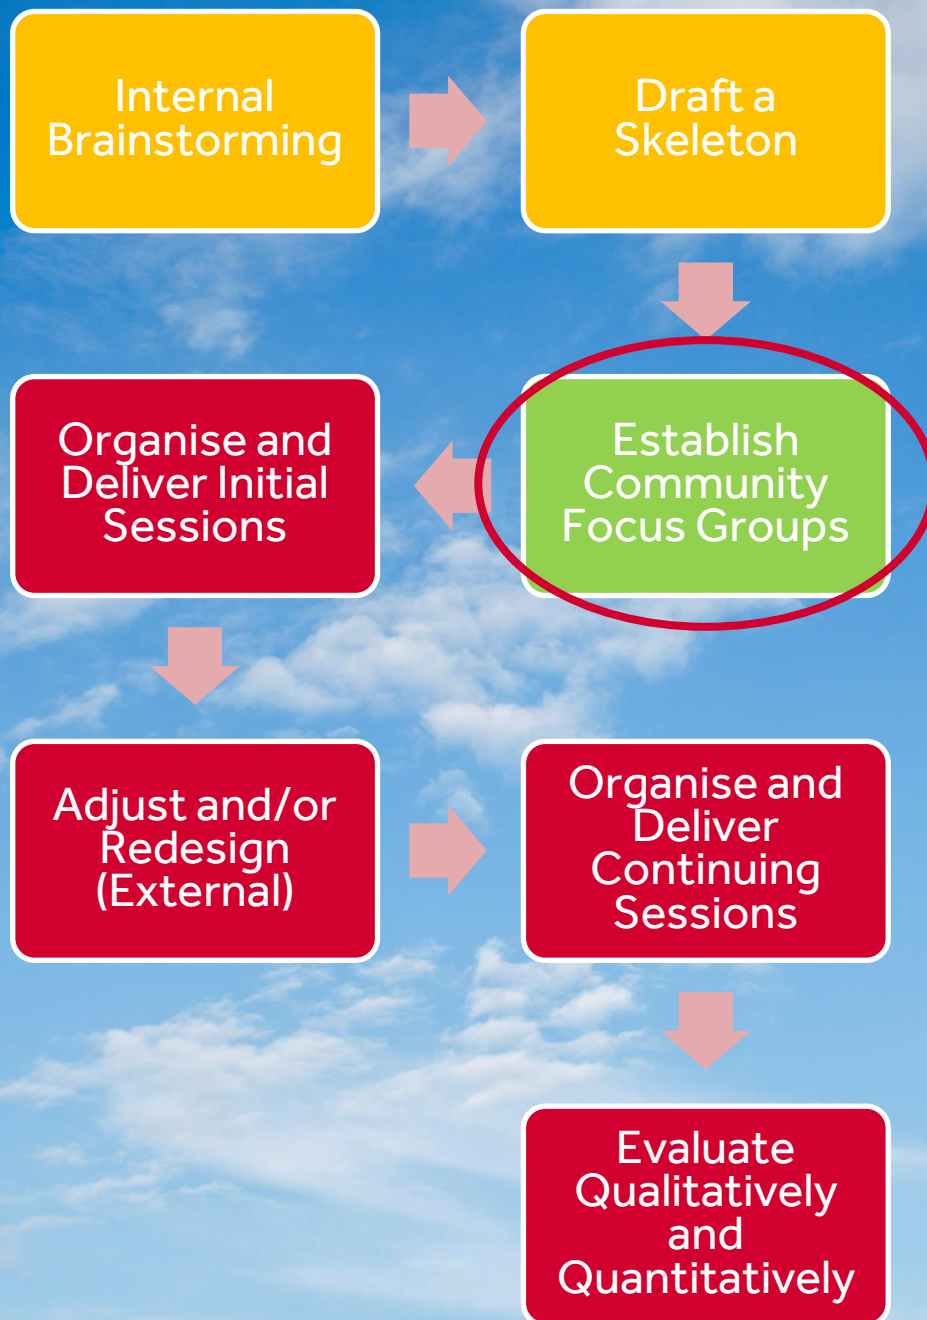 Internal
Brainstorming
Draft a
Skeleton
Establish
Community
Focus Groups
Organise and
Deliver Initial
Sessions
Adjust and/or
Redesign
(External)
Organise and
Deliver
Continuing
Sessions
Evaluate
Qualitatively
and
Quantitatively